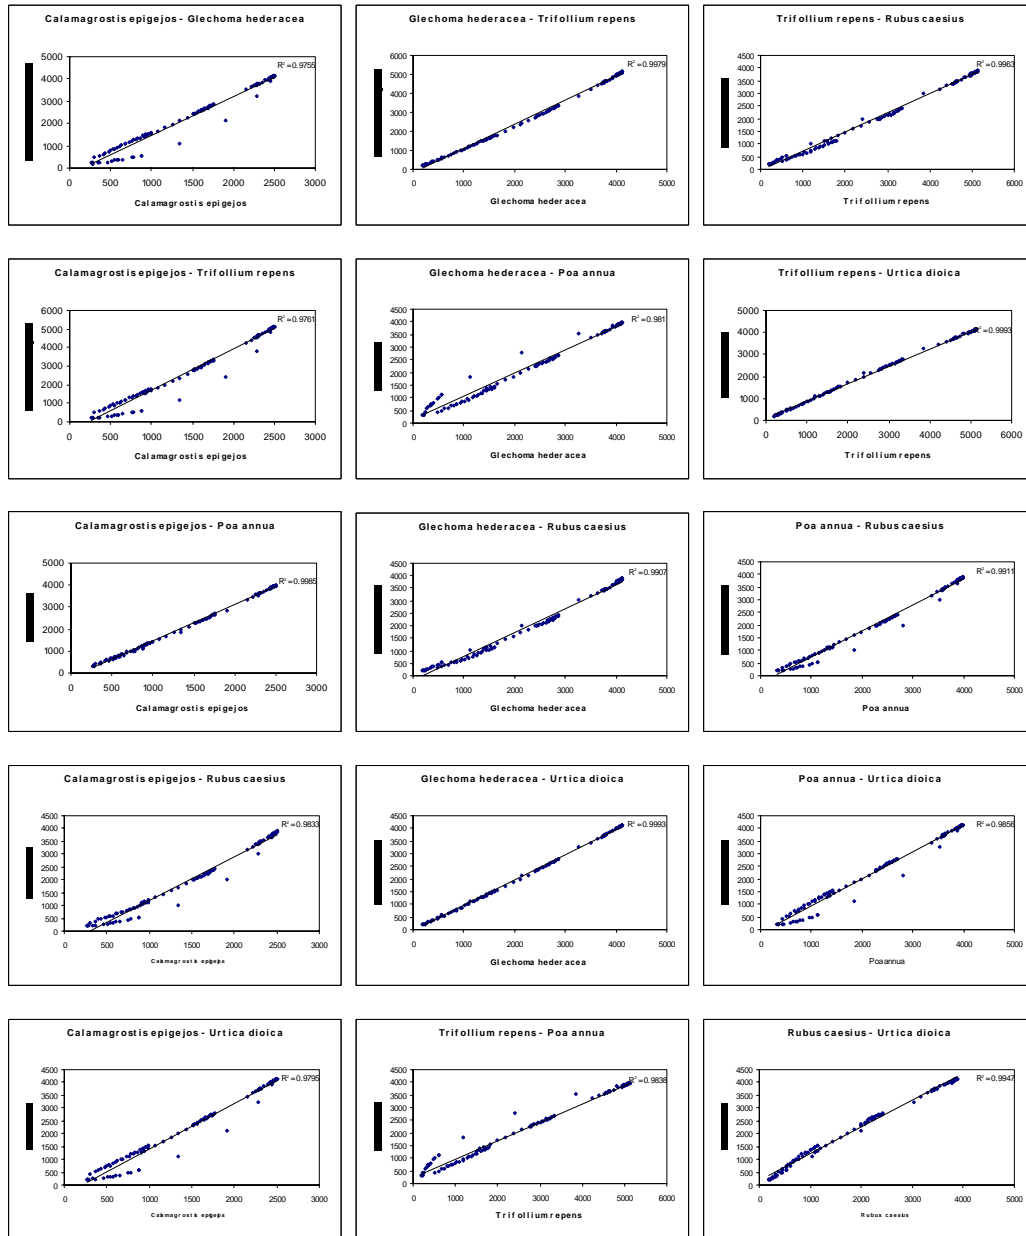 Calamagrostis epigejos - Glechoma hederacea
5000
R² = 0.9755
4000
3000
2000
1000
0
0 500 1000 1500 2000 2500 3000
Calamagrostis epigejos
Glechoma hederacea - Trifollium repens
6000
R² = 0.9979
5000
4000
3000
2000
1000
0
0 1000 2000 3000 4000 5000
Glechoma hederacea
Trifollium repens - Rubus caesius
4500
R² = 0.9963
4000
3500
3000
2500
2000
1500
1000
500
0
0 1000 2000 3000 4000 5000 6000
Trifollium repens
Calamagrostis epigejos - Trifollium repens
6000
R² = 0.9761
5000
4000
3000
2000
1000
0
0 500 1000 1500 2000 2500 3000
Calamagrostis epigejos
Glechoma hederacea - Poa annua
4500
R² = 0.981
4000
3500
3000
2500
2000
1500
1000
500
0
0 1000 2000 3000 4000 5000
Glechoma hederacea
Trifollium repens - Urtica dioica
5000
R² = 0.9993
4000
3000
2000
1000
0
0 1000 2000 3000 4000 5000 6000
Trifollium repens
Calamagrostis epigejos - Poa annua
5000
R² = 0.9985
4000
3000
2000
1000
0
0 500 1000 1500 2000 2500 3000
Calamagrostis epigejos
Glechoma hederacea - Rubus caesius
4500
R² = 0.9907
4000
3500
3000
2500
2000
1500
1000
500
0
0 1000 2000 3000 4000 5000
Glechoma hederacea
Poa annua - Rubus caesius
4500
R² = 0.9911
4000
3500
3000
2500
2000
1500
1000
500
0
0 1000 2000 3000 4000 5000
Poa annua
Calamagrostis epigejos - Rubus caesius
4500
R² = 0.9833
4000
3500
3000
2500
2000
1500
1000
500
0
0 500 1000 1500 2000 2500 3000
Calamagrostis epigejos
Glechoma hederacea - Urtica dioica
4500
R² = 0.9993
4000
3500
3000
2500
2000
1500
1000
500
0
0 1000 2000 3000 4000 5000
Glechoma hederacea
Poa annua - Urtica dioica
4500
R² = 0.9856
4000
3500
3000
2500
2000
1500
1000
500
0
0 1000 2000 3000 4000 5000
Poa annua
Calamagrostis epigejos - Urtica dioica
4500
R² = 0.9795
4000
3500
3000
2500
2000
1500
1000
500
0
0 500 1000 1500 2000 2500 3000
Calamagrostis epigejos
Trifollium repens - Poa annua
4500
R² = 0.9838
4000
3500
3000
2500
2000
1500
1000
500
0
0 1000 2000 3000 4000 5000 6000
Trifollium repens
Rubus caesius - Urtica dioica
4500
R² = 0.9947
4000
3500
3000
2500
2000
1500
1000
500
0
0 1000 2000 3000 4000 5000
Rubus caesius